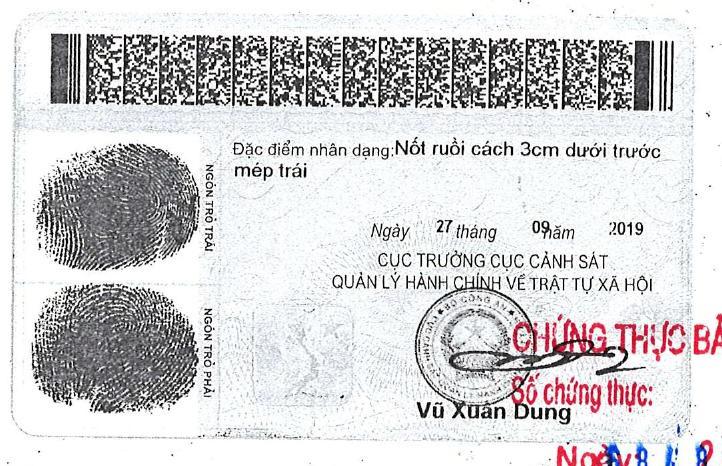 Đặc điểm nhân dạng: Nốt ruồi cách 3cm dưới trước
mép trái
NGÓN TRỎ TRÁI
NGÓN TRỎ PHẢI
Ngày 27 tháng 09 năm 2019
CỤC TRƯỞNG CỤC CẢNH SÁT
QUẢN LÝ HÀNH CHÍNH VỀ TRẬT TỰ XÃ HỘI
BỘ CÔNG AN
CHỨNG THỰC BẢ
Số chứng thực:
Vũ Xuân Dung
Ngày